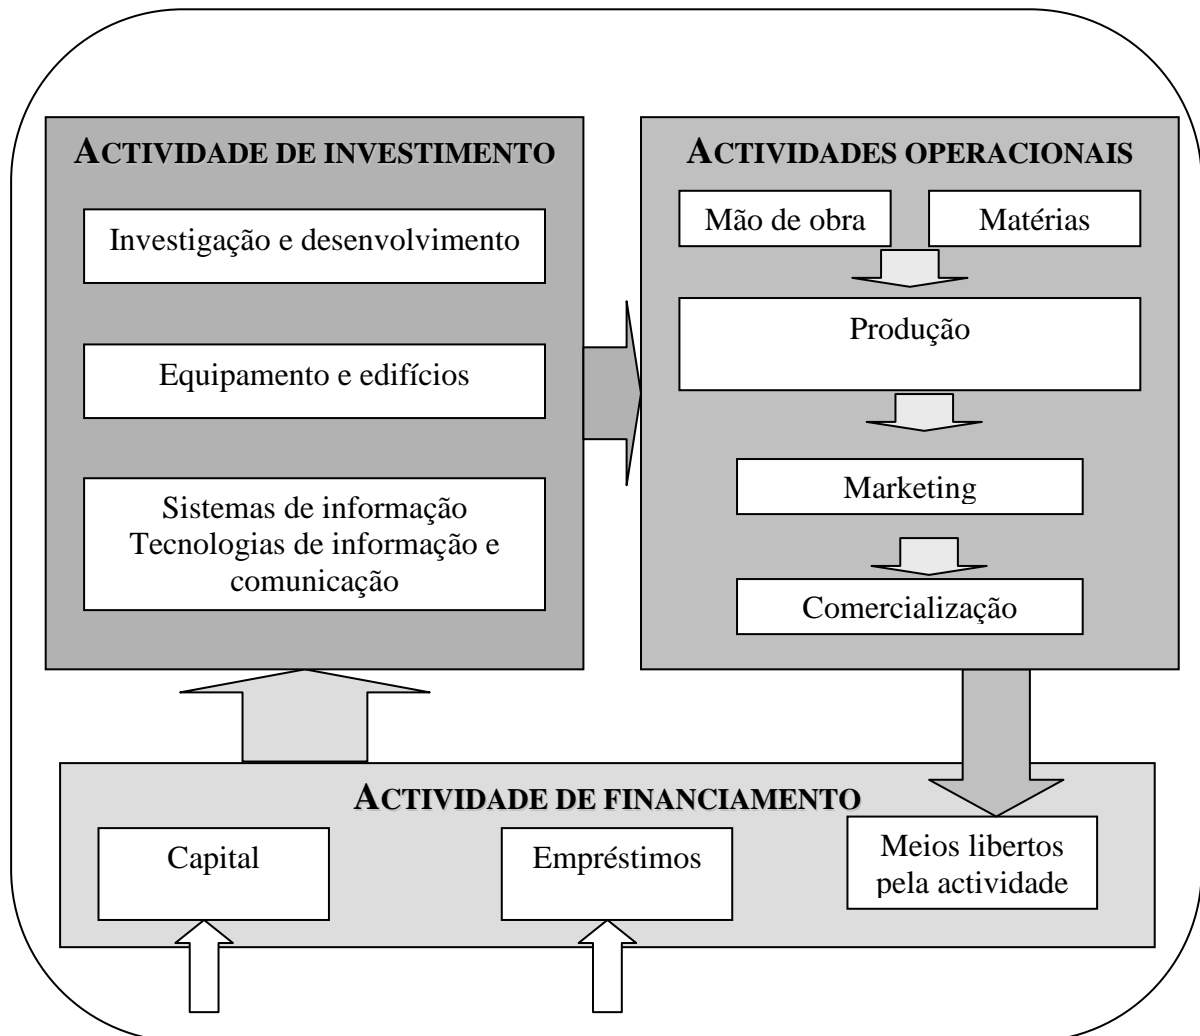 ACTIVIDADE DE INVESTIMENTO
Investigação e desenvolvimento
Equipamento e edifícios
Sistemas de informação
Tecnologias de informação e
comunicação
ACTIVIDADES OPERACIONAIS
Mão de obra
Matérias
Produção
Marketing
Comercialização
ACTIVIDADE DE FINANCIAMENTO
Capital
Empréstimos
Meios libertos
pela actividade